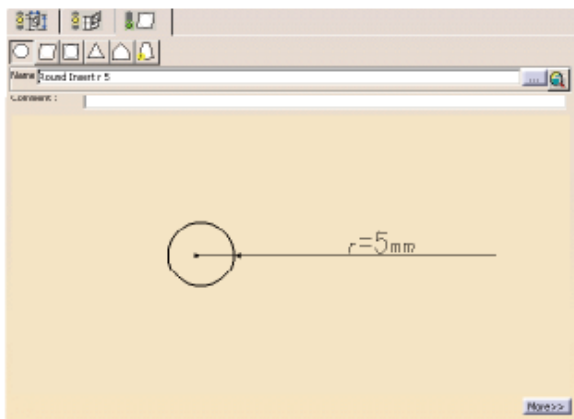 Name Round Insert r 5
...
Comment :
r=5mm
More>>